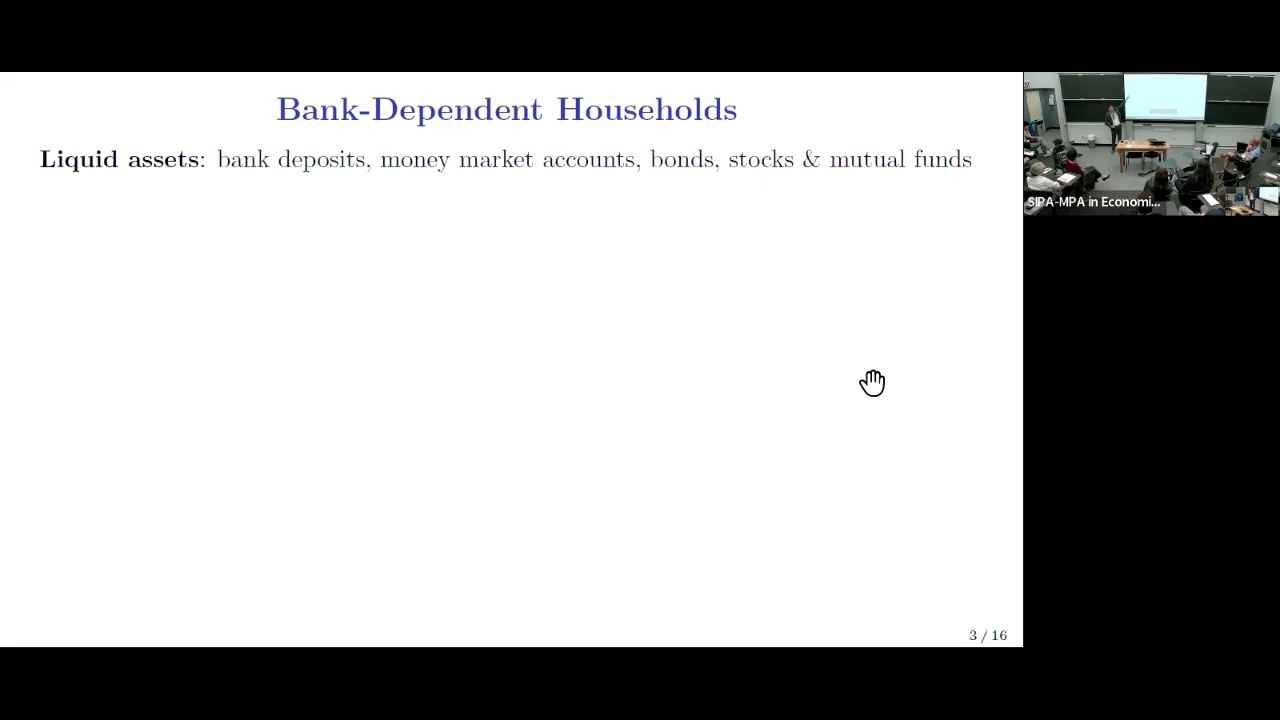 Bank-Dependent Households
Liquid assets: bank deposits, money market accounts, bonds, stocks & mutual funds
SIPA-MPA in Economi...
3 / 16